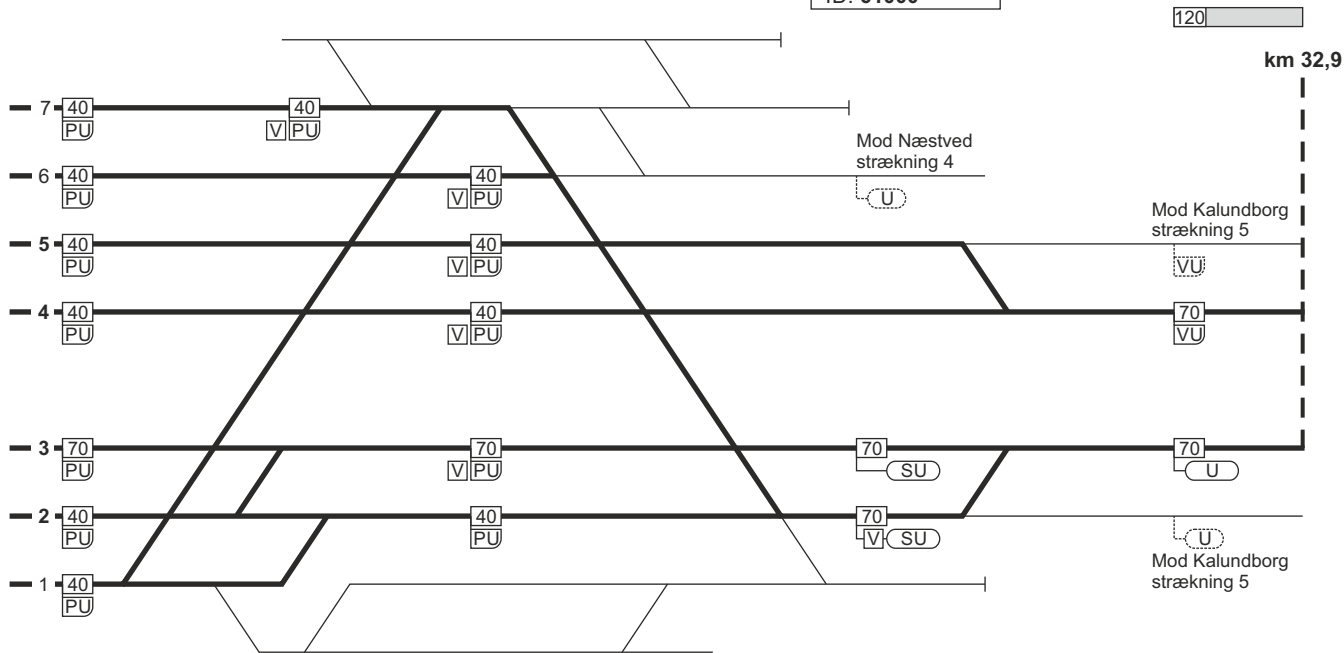 120
km 32,9
7 40 40
PU V PU
Mod Næstved
strækning 4
6 40 40
PU V PU U
Mod Kalundborg
strækning 5
5 40 40
PU V PU VU
4 40 40 70
PU V PU VU
3 70 70 70 70
PU V PU SU U
2 40 40 70
PU PU V SU U
Mod Kalundborg
strækning 5
1 40
PU